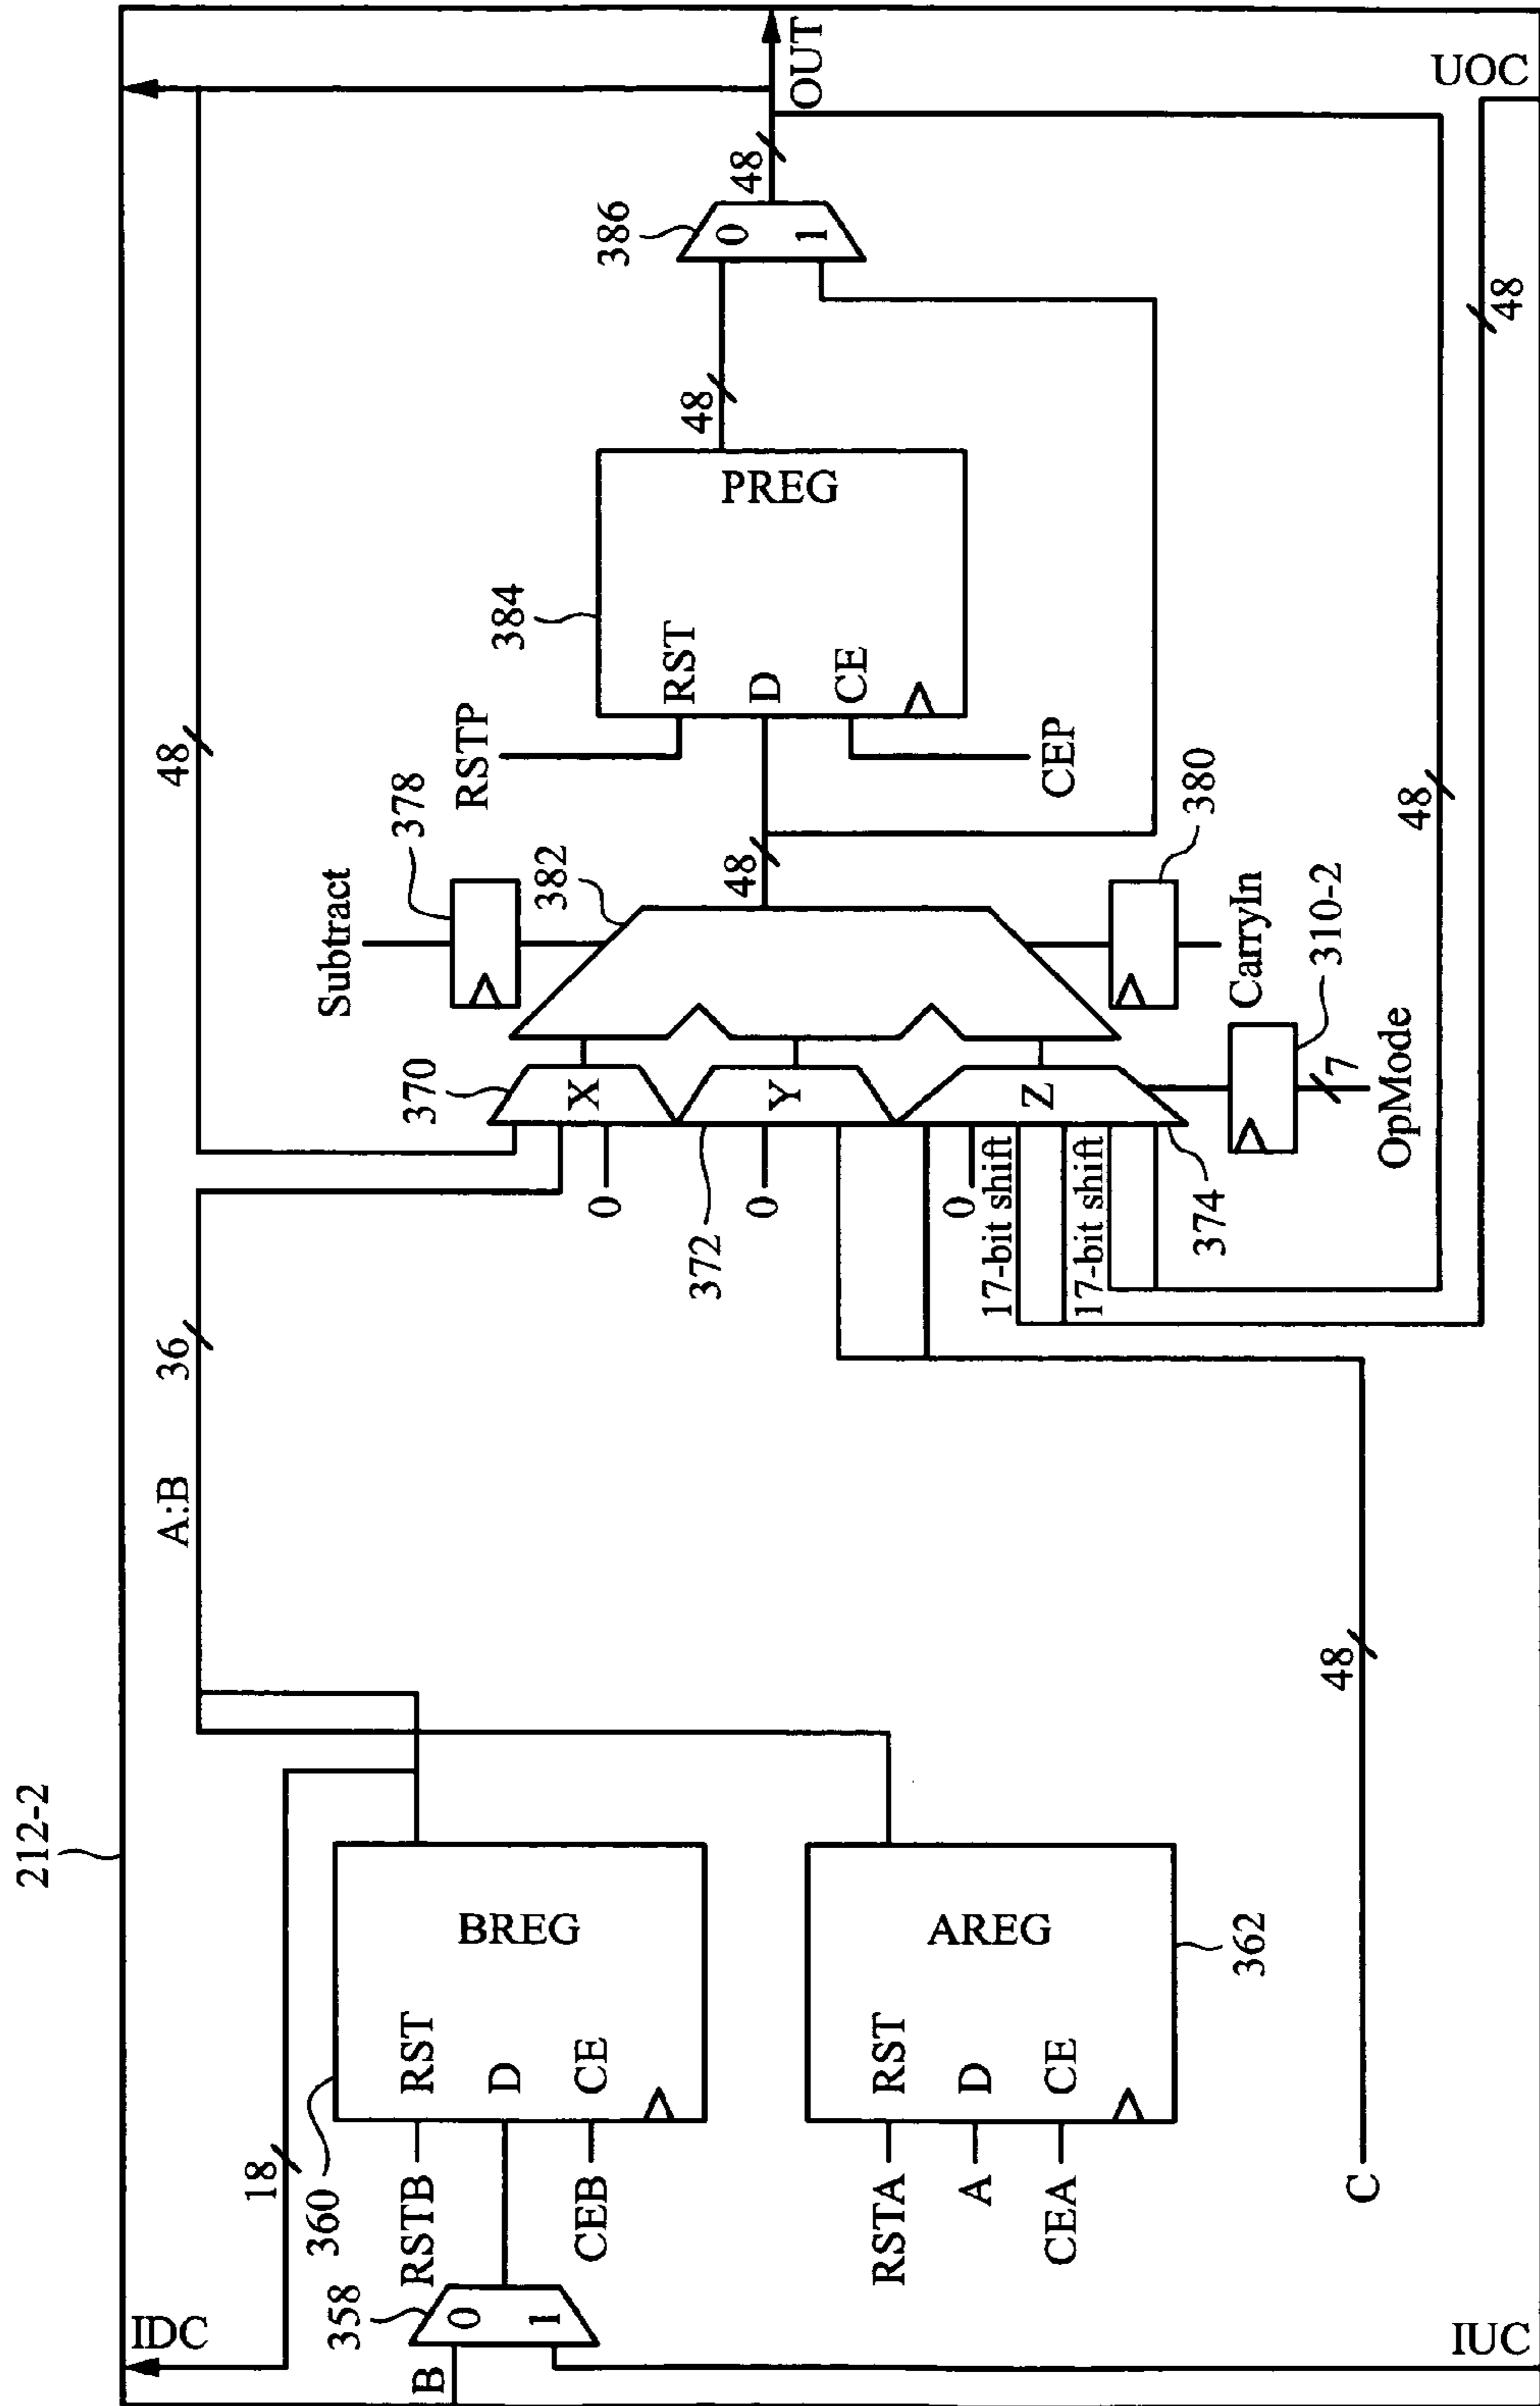 212-2
IDC
18
A:B
36
48
B
358
0
1
IUC
360
RSTB
CEB
RST
D
CE
BREG
RSTA
A
CEA
RST
D
CE
AREG
362
C
48
370
X
0
372
Y
0
Z
0
17-bit shift
17-bit shift
374
Subtract
378
382
48
380
CarryIn
310-2
7
OpMode
RSTP
CEP
384
RST
D
CE
PREG
48
386
0
1
48
OUT
48
48
UOC